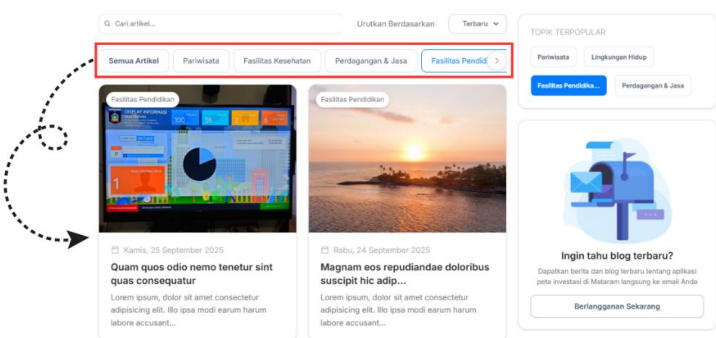 Cari artikel...
Urutkan Berdasarkan
Terbaru
Semua Artikel
Pariwisata
Fasilitas Kesehatan
Perdagangan & Jasa
Fasilitas Pendid
Fasilitas Pendidikan
DISPLAY INFORMASI
100
1
Kamis, 25 September 2025
Quam quos odio nemo tenetur sint
quas consequatur
Lorem ipsum, dolor sit amet consectetur
adipisicing elit. Illo ipsa modi earum harum
labore accusant...
Fasilitas Pendidikan
Rabu, 24 September 2025
Magnam eos repudiandae doloribus
suscipit hic adip...
Lorem ipsum, dolor sit amet consectetur
adipisicing elit. Illo ipsa modi earum harum
labore accusant...
TOPIK TERPOPULAR
Pariwisata
Lingkungan Hidup
Fasilitas Pendidika...
Perdagangan & Jasa
Ingin tahu blog terbaru?
Dapatkan berita dan blog terbaru tentang aplikasi
peta investasi di Mataram langsung ke email Anda
Berlangganan Sekarang